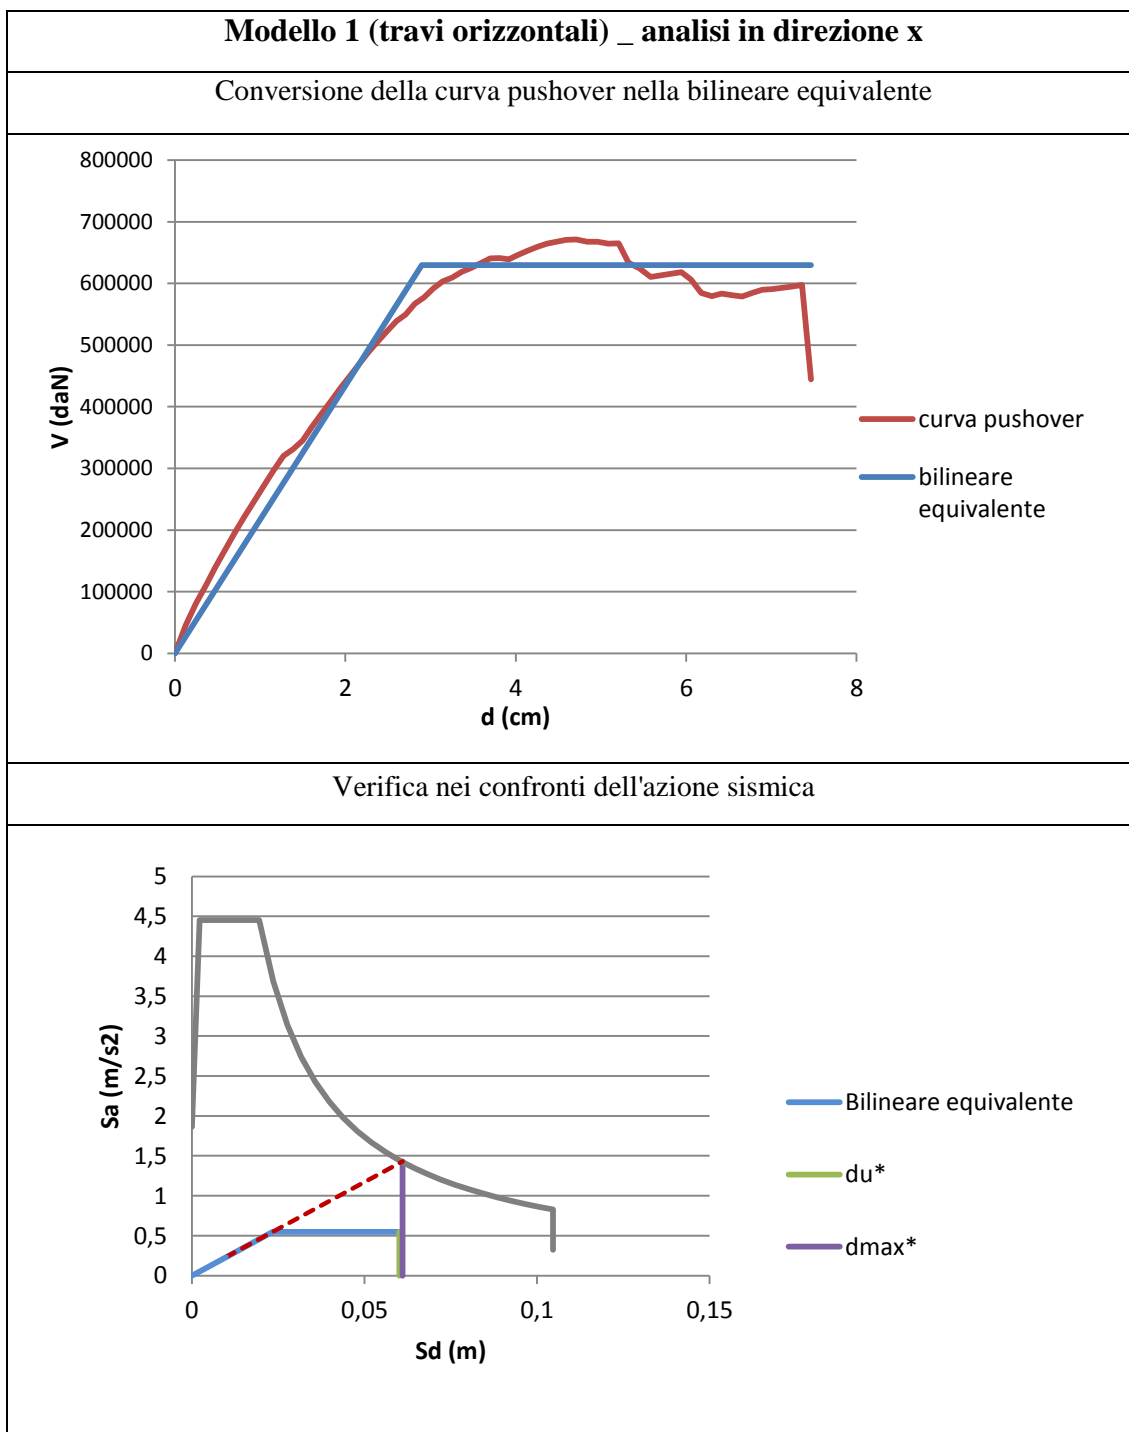 Modello 1 (travi orizzontali) _ analisi in direzione x
Conversione della curva pushover nella bilineare equivalente
800000
700000
600000
500000
400000
300000
200000
100000
0
V (daN)
0 2 4 6 8
d (cm)
curva pushover
bilineare
equivalente
Verifica nei confronti dell'azione sismica
5
4,5
4
3,5
3
2,5
2
1,5
1
0,5
0
Sa (m/s2)
0 0,05 0,1 0,15
Sd (m)
Bilineare equivalente
du*
dmax*